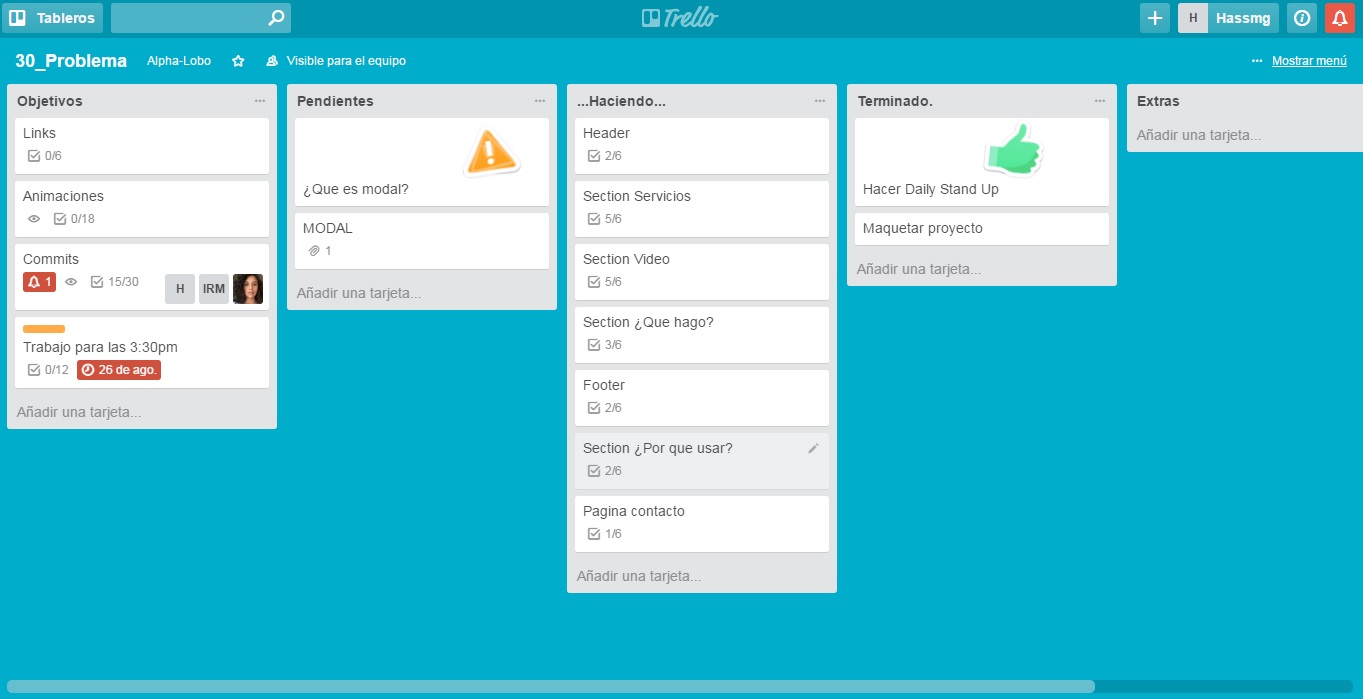 Tableros
Trello
H Hassmg
30_Problema Alpha-Lobo Visible para el equipo
... Mostrar menú
Objetivos
Links
0/6
Animaciones
0/18
Commits
1 15/30 H IRM
Trabajo para las 3:30pm
0/12 26 de ago.
Añadir una tarjeta...
Pendientes
¿Que es modal?
MODAL
1
Añadir una tarjeta...
...Haciendo...
Header
2/6
Section Servicios
5/6
Section Video
5/6
Section ¿Que hago?
3/6
Footer
2/6
Section ¿Por que usar?
2/6
Pagina contacto
1/6
Añadir una tarjeta...
Terminado.
Hacer Daily Stand Up
Maquetar proyecto
Añadir una tarjeta...
Extras
Añadir una tarjeta...